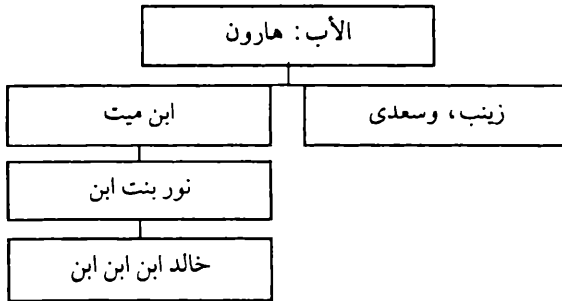 الأب: هارون
زينب، وسعدى
ابن ميت
نور بنت ابن
خالد ابن ابن ابن